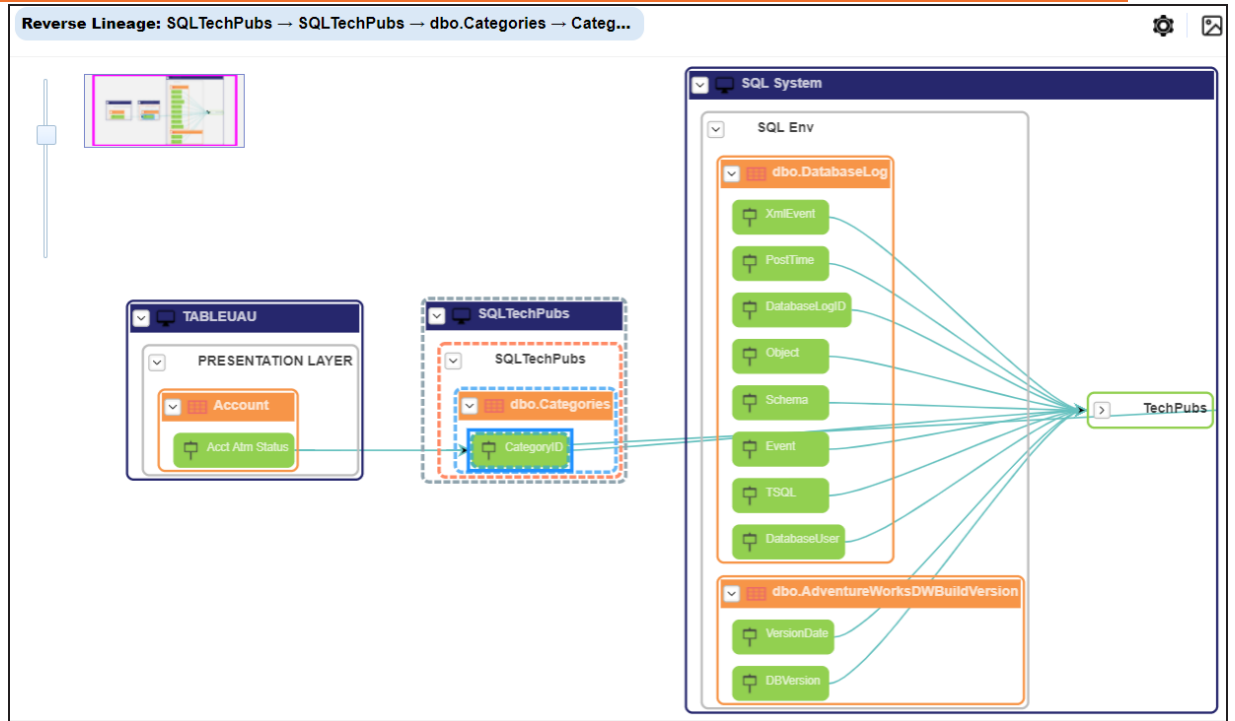 Reverse Lineage: SQLTechPubs → SQLTechPubs → dbo.Categories → Categ...
SQL System
SQL Env
dbo.DatabaseLog
XmlEvent
PostTime
DatabaseLogID
Object
Schema
Event
TSQL
DatabaseUser
dbo.AdventureWorksDWBuildVersion
VersionDate
DBVersion
TABLEUAU
PRESENTATION LAYER
Account
Acct Atm Status
SQLTechPubs
SQLTechPubs
dbo.Categories
CategoryID
TechPubs